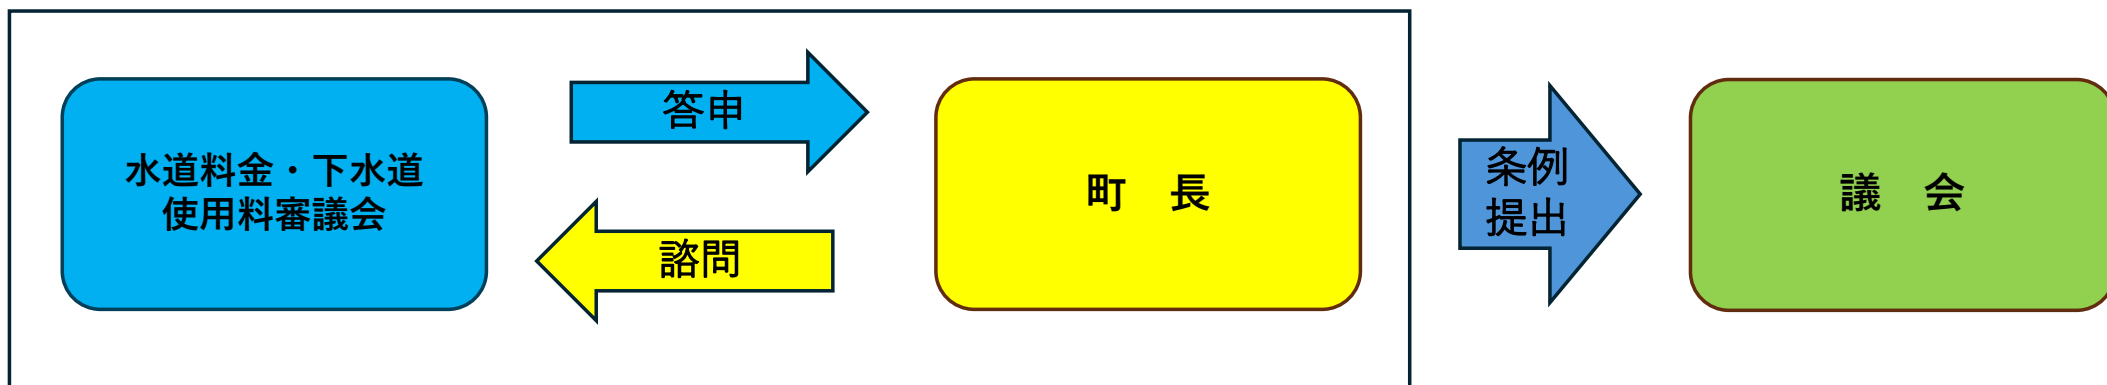 水道料金・下水道
使用料審議会
答申
諮問
町　長
条例
提出
議　会